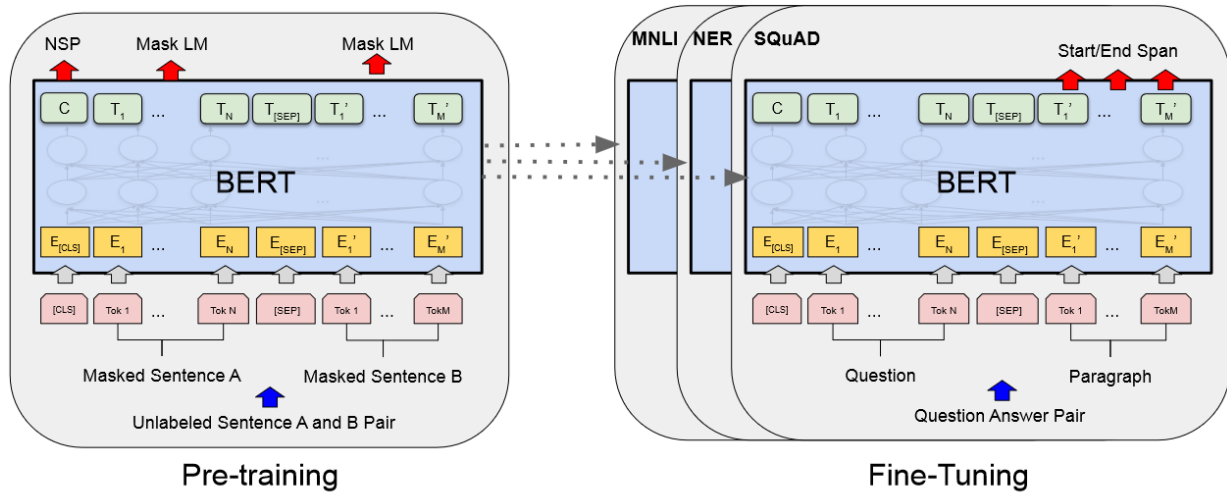 NSP Mask LM Mask LM
C T1 ... TN T[SEP] T1’ ... TM’
...
BERT
...
E[CLS] E1 ... EN E[SEP] E1’ ... EM’
[CLS] Tok 1 ... Tok N [SEP] Tok 1 ... TokM
Masked Sentence A Masked Sentence B
Unlabeled Sentence A and B Pair
Pre-training
MNLI NER SQuAD
Start/End Span
C T1 ... TN T[SEP] T1’ ... TM’
...
BERT
...
E[CLS] E1 ... EN E[SEP] E1’ ... EM’
[CLS] Tok 1 ... Tok N [SEP] Tok 1 ... TokM
Question Paragraph
Question Answer Pair
Fine-Tuning